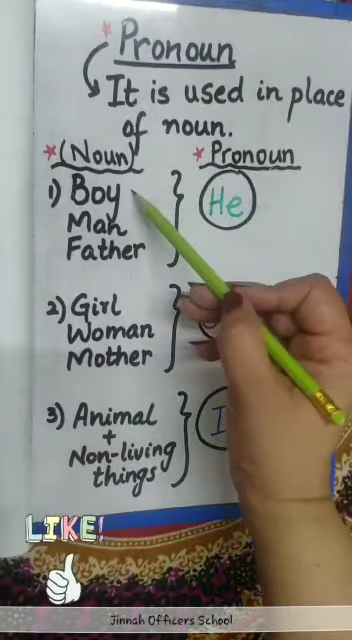 * Pronoun
It is used in place
of noun.
* (Noun) * Pronoun
1) Boy He
Man
Father
2) Girl
Woman
Mother
3) Animal
+
Non-living
things
LIKE!
Jinnah Officers School